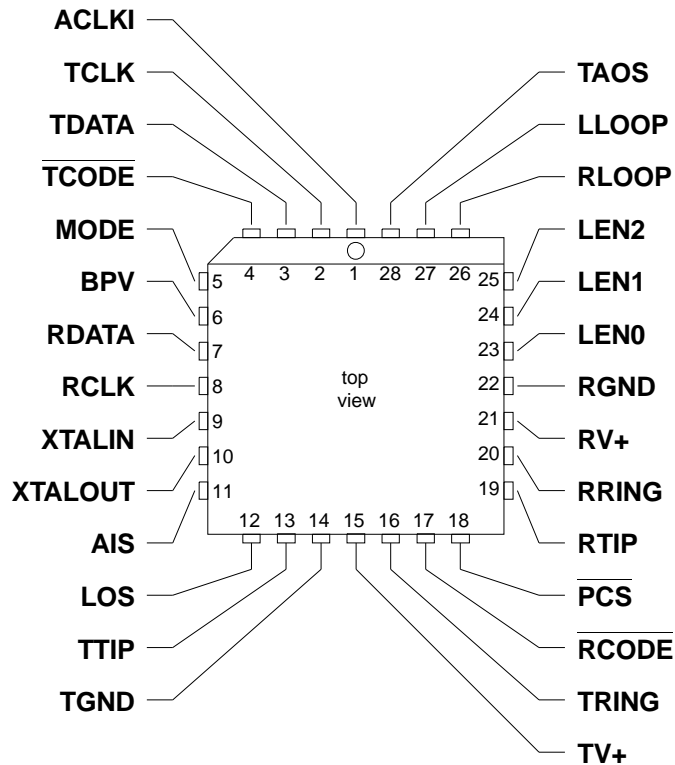 ACLKI
TCLK
TDATA
TCODE
MODE
BPV
RDATA
RCLK
XTALIN
XTALOUT
AIS
LOS
TTIP
TGND
TAOS
LLOOP
RLOOP
LEN2
LEN1
LEN0
RGND
RV+
RRING
RTIP
PCS
RCODE
TRING
TV+
4 3 2 1 28 27 26
5
6
7
8
9
10
11
25
24
23
22
21
20
19
top
view
12 13 14 15 16 17 18